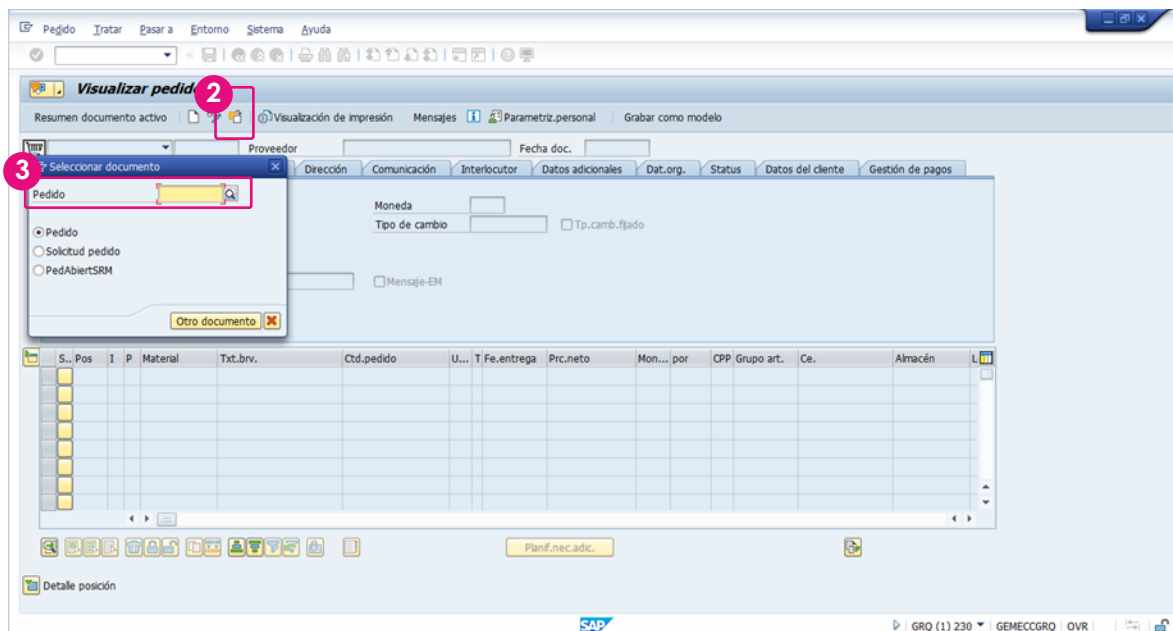 Pedido Tratar Pasar a Entorno Sistema Ayuda
Visualizar pedido
2
Resumen documento activo Visualización de impresión Mensajes Parametriz.personal Grabar como modelo
Proveedor Fecha doc.
3
Seleccionar documento
Dirección Comunicación Interlocutor Datos adicionales Dat.org. Status Datos del cliente Gestión de pagos
Pedido
Moneda
Tipo de cambio Tp.camb.fijado
Pedido
Solicitud pedido
PedAbiertSRM
Mensaje-EM
Otro documento
S.. Pos I P Material Txt.brv. Ctd.pedido U... T Fe.entrega Prc.neto Mon... por CPP Grupo art. Ce. Almacén L
Planif.nec.adic.
Detalle posición
SAP
GRQ (1) 230 GEMECCGRQ OVR